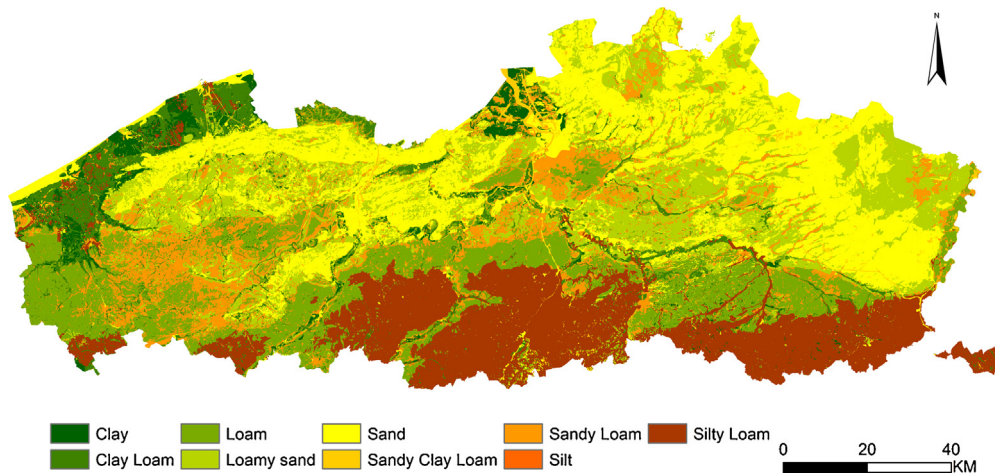 N
Clay
Loam
Sand
Sandy Loam
Silty Loam
Clay Loam
Loamy sand
Sandy Clay Loam
Silt
0 20 40
KM